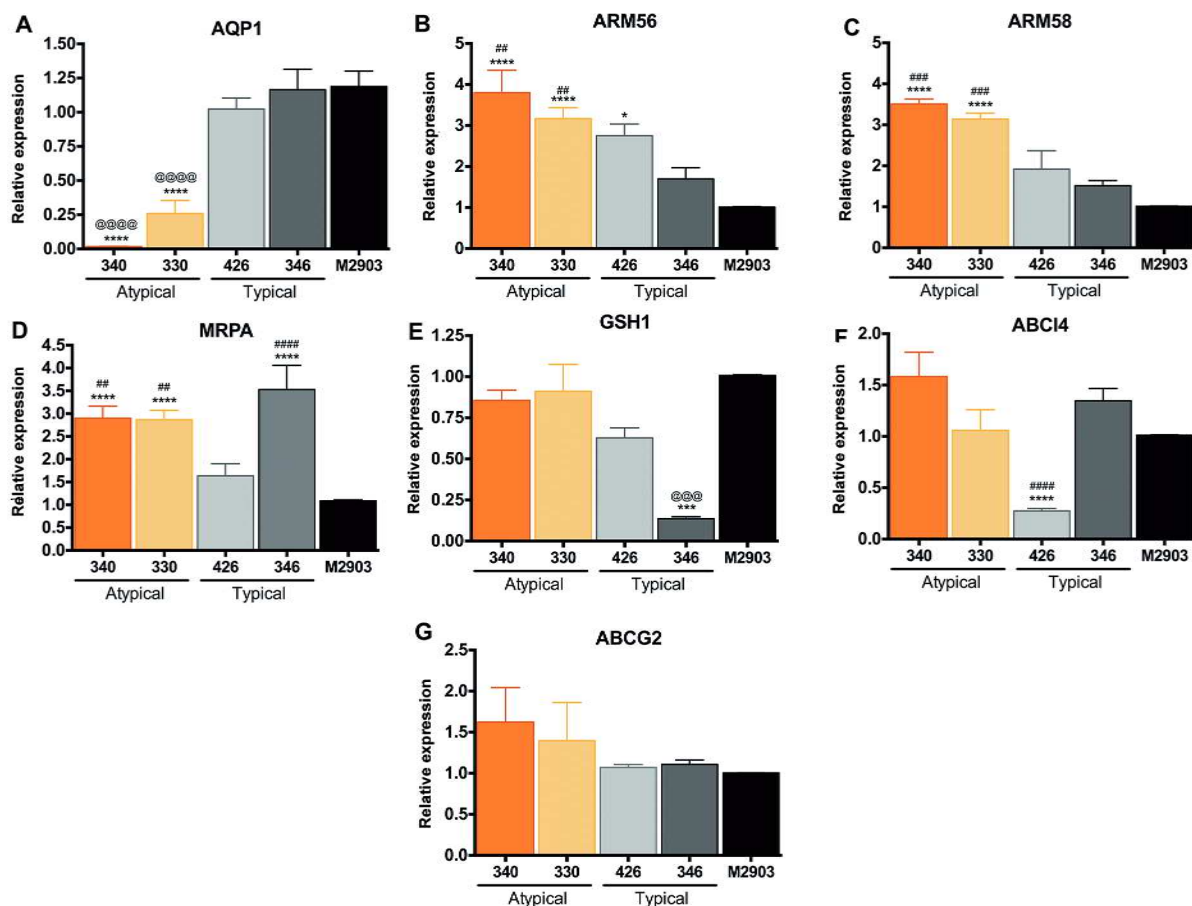 A
AQP1
Relative expression
1.50
1.25
1.00
0.75
0.50
0.25
0.00
@@@@
****
@@@@
****
340 330 426 346 M2903
Atypical Typical
B
ARM56
Relative expression
5
4
3
2
1
0
##
****
##
****
*
340 330 426 346 M2903
Atypical Typical
C
ARM58
Relative expression
5
4
3
2
1
0
###
****
###
****
340 330 426 346 M2903
Atypical Typical
D
MRPA
Relative expression
4.5
4.0
3.5
3.0
2.5
1.5
1.0
0.5
0.0
##
****
##
****
####
****
340 330 426 346 M2903
Atypical Typical
E
GSH1
Relative expression
1.25
1.00
0.75
0.50
0.25
0.00
@@@
***
340 330 426 346 M2903
Atypical Typical
F
ABCI4
Relative expression
2.0
1.5
1.0
0.5
0.0
####
****
340 330 426 346 M2903
Atypical Typical
G
ABCG2
Relative expression
2.5
2.0
1.5
1.0
0.5
0.0
340 330 426 346 M2903
Atypical Typical